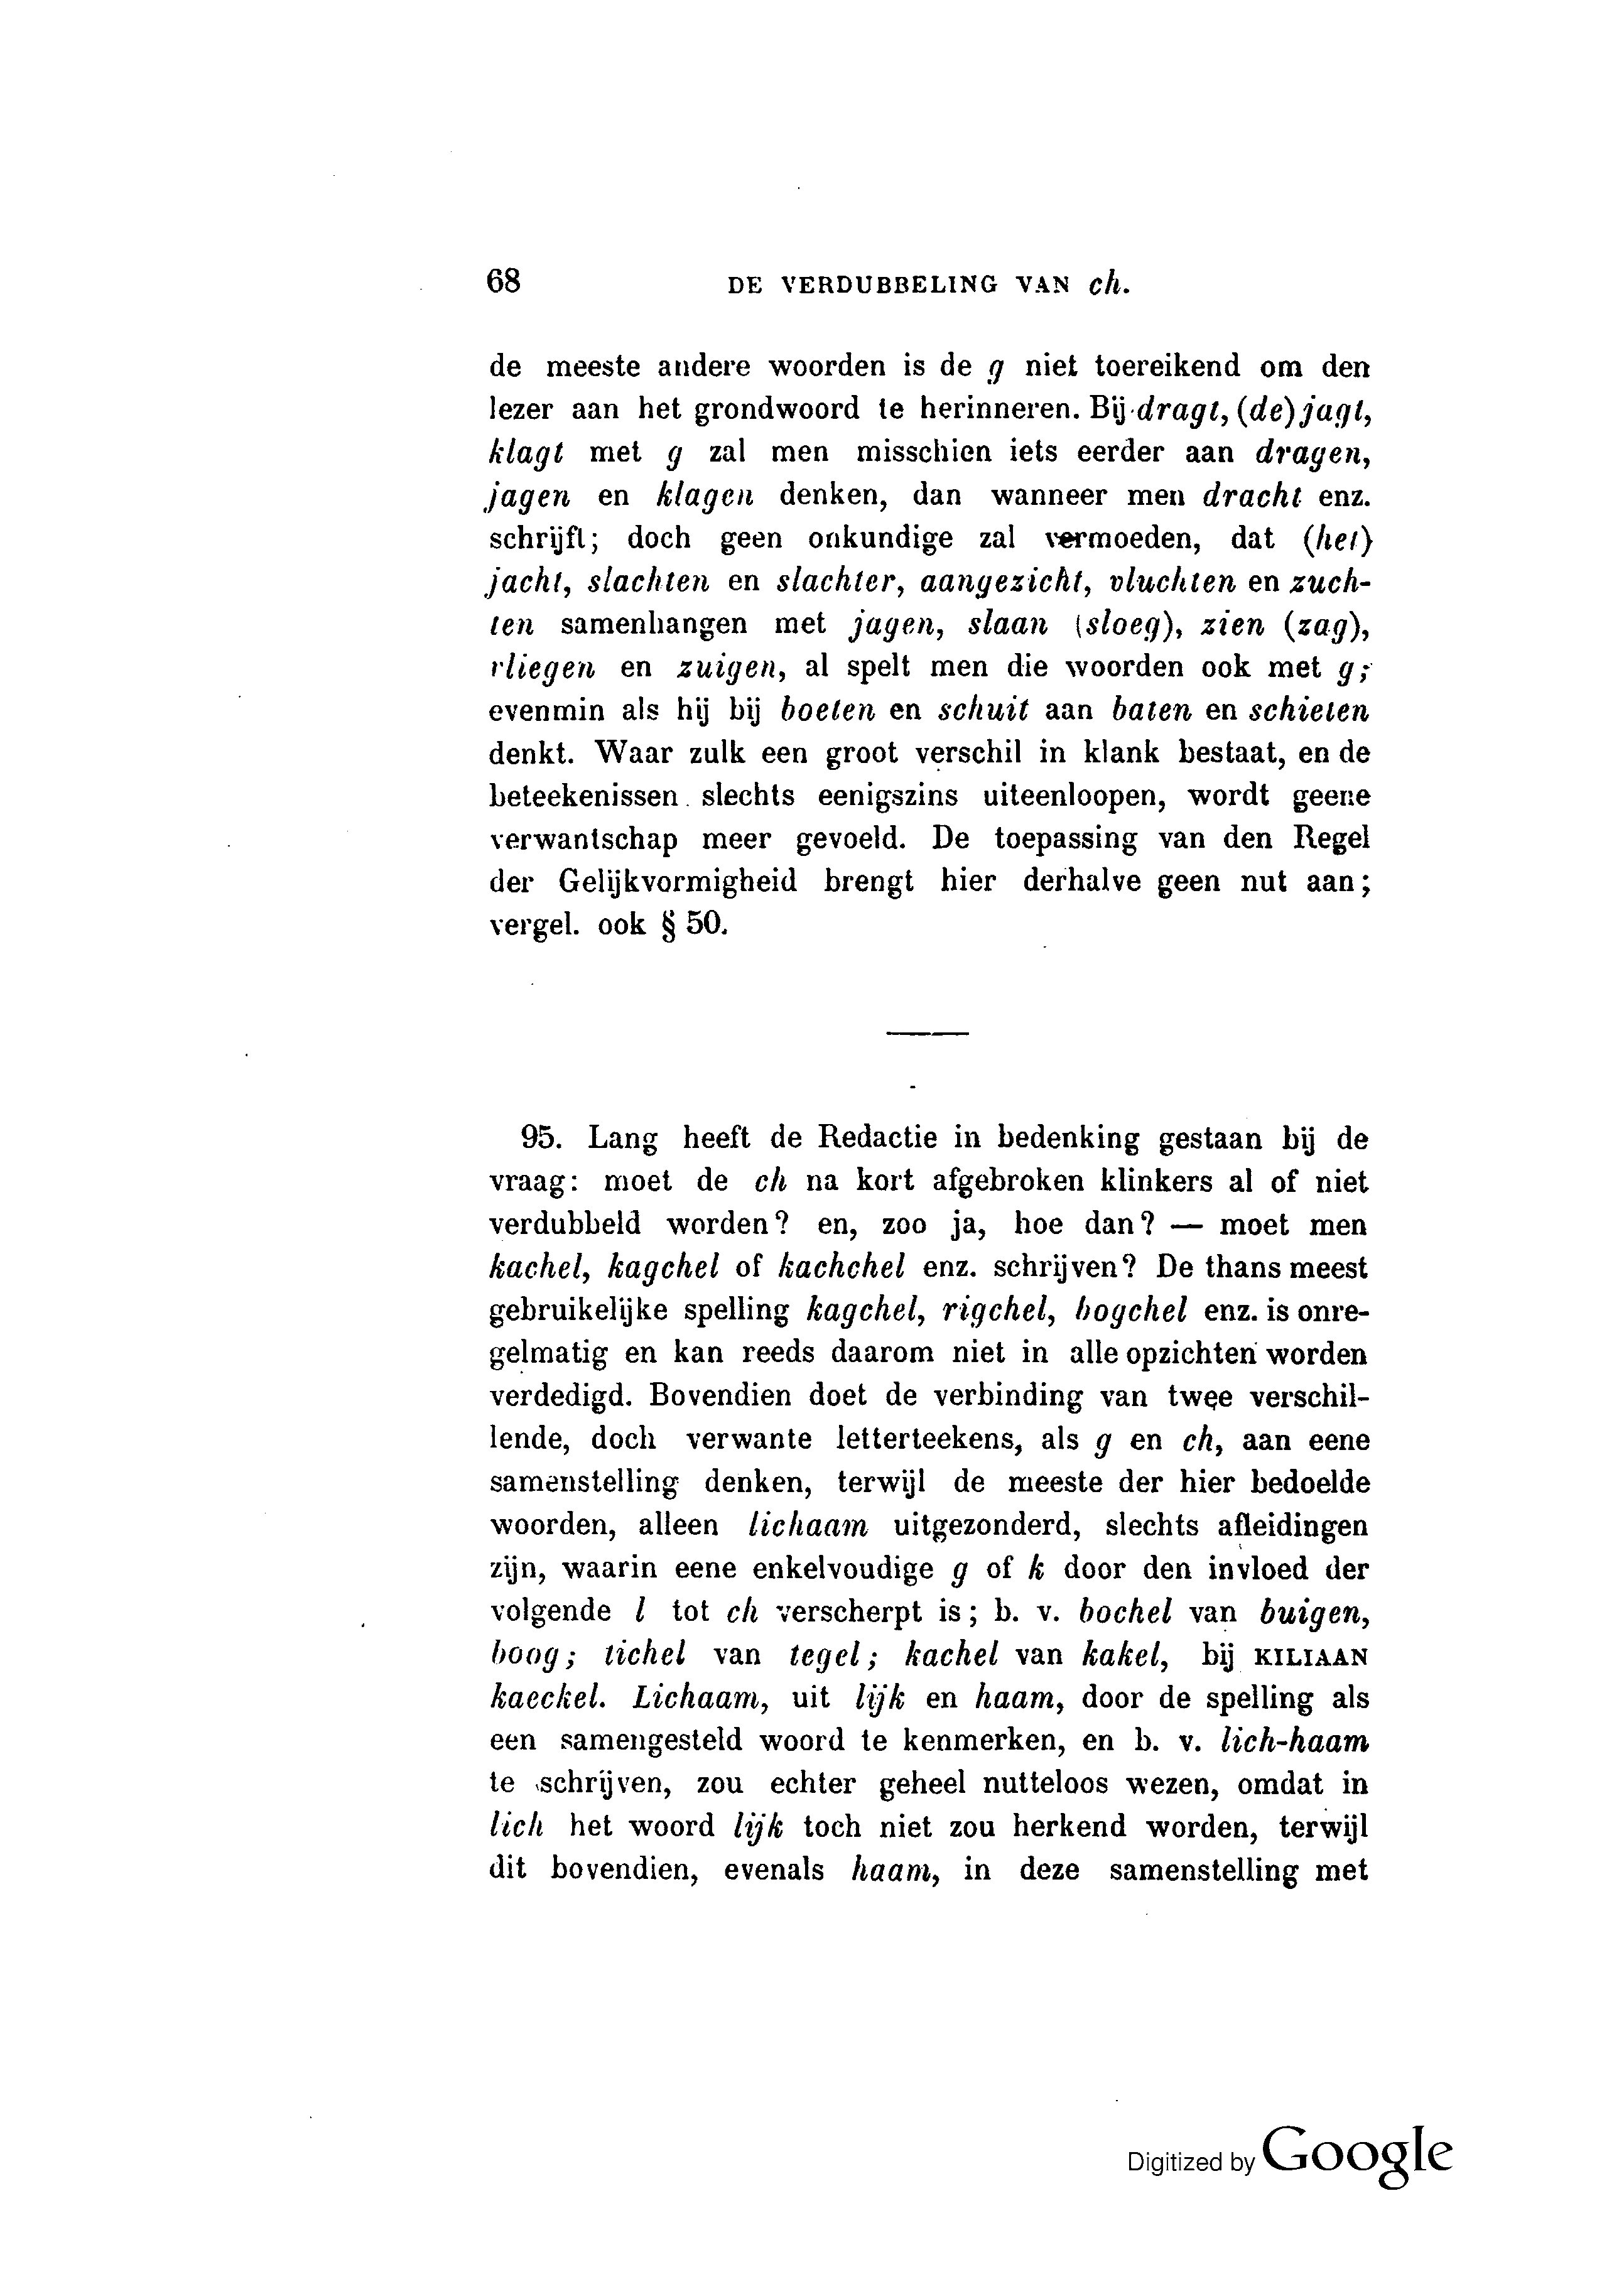 68 DE VERDUBBELING VAN ch.
de meeste andere woorden is de g niet toereikend om den
lezer aan het grondwoord te herinneren. Bij dragt, (de) jagt,
klagt met g zal men misschien iets eerder aan dragen,
jagen en klagen denken, dan wanneer men dracht enz.
schrijft; doch geen onkundige zal vermoeden, dat (het)
jacht, slachten en slachter, aangezicht, vluchten en zuch-
ten samenhangen met jagen, slaan (sloeg), zien (zag),
vliegen en zuigen, al spelt men die woorden ook met g;
evenmin als hij bij boeten en schuit aan baten en schieten
denkt. Waar zulk een groot verschil in klank bestaat, en de
beteekenissen slechts eenigszins uiteenloopen, wordt geene
verwantschap meer gevoeld. De toepassing van den Regel
der Gelijkvormigheid brengt hier derhalve geen nut aan;
vergel. ook § 50.
95. Lang heeft de Redactie in bedenking gestaan bij de
vraag: moet de ch na kort afgebroken klinkers al of niet
verdubbeld worden? en, zoo ja, hoe dan? — moet men
kachel, kagchel of kachchel enz. schrijven? De thans meest
gebruikelijke spelling kagchel, rigchel, bogchel enz. is onre-
gelmatig en kan reeds daarom niet in alle opzichten worden
verdedigd. Bovendien doet de verbinding van twee verschil-
lende, doch verwante letterteekens, als g en ch, aan eene
samenstelling denken, terwijl de meeste der hier bedoelde
woorden, alleen lichaam uitgezonderd, slechts afleidingen
zijn, waarin eene enkelvoudige g of k door den invloed der
volgende l tot ch verscherpt is; b. v. bochel van buigen,
boog; tichel van tegel; kachel van kakel, bij KILIAAN
kaeckel. Lichaam, uit lijk en haam, door de spelling als
een samengesteld woord te kenmerken, en b. v. lich-haam
te schrijven, zou echter geheel nutteloos wezen, omdat in
lich het woord lijk toch niet zou herkend worden, terwijl
dit bovendien, evenals haam, in deze samenstelling met
Digitized by Google